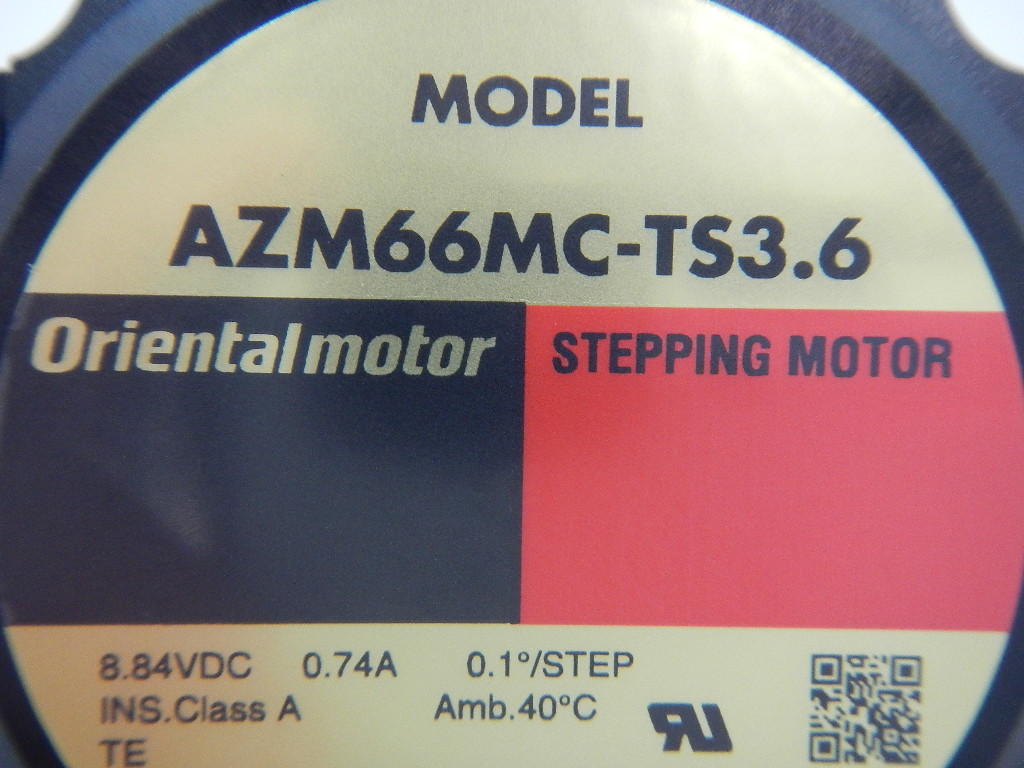 MODEL
AZM66MC-TS3.6
Orientalmotor
STEPPING MOTOR
8.84VDC 0.74A 0.1°/STEP
INS.Class A Amb.40°C
TE